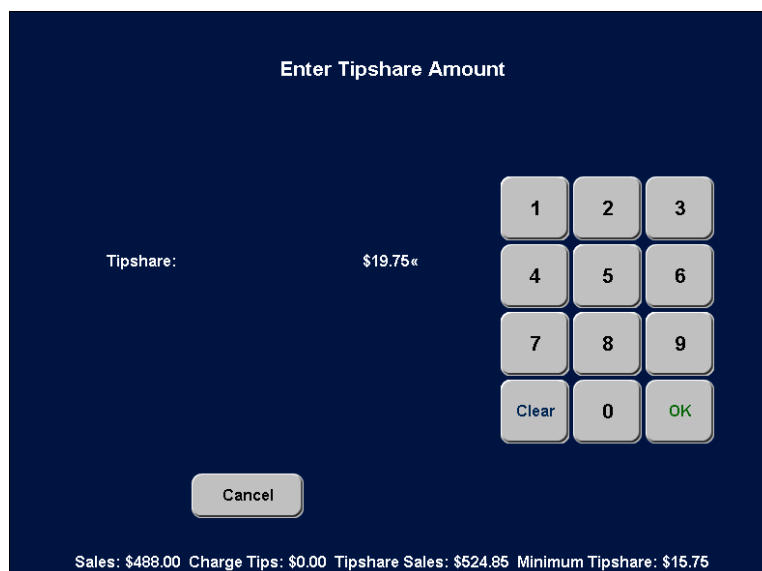 Enter Tipshare Amount
1 2 3
Tipshare: $19.75«
4 5 6
7 8 9
Clear 0 OK
Cancel
Sales: $488.00 Charge Tips: $0.00 Tipshare Sales: $524.85 Minimum Tipshare: $15.75